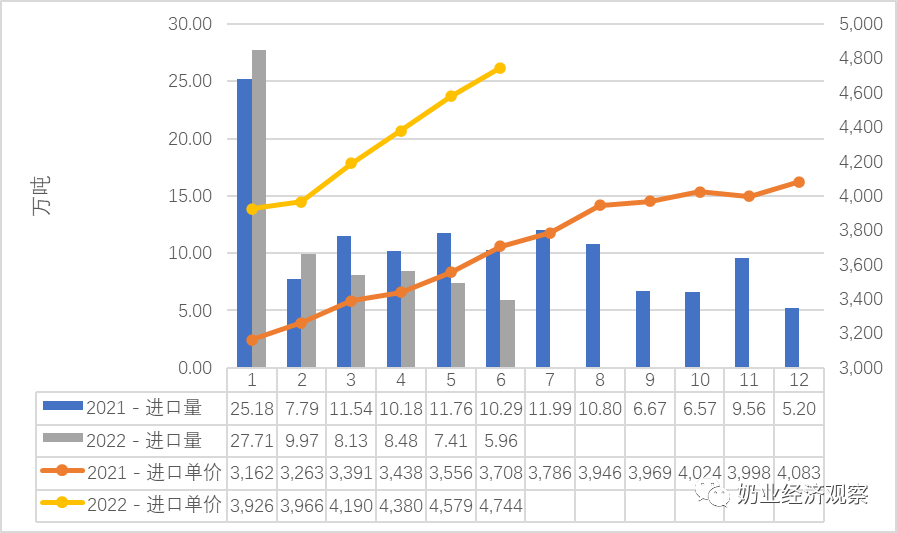 30.00 5,000
4,800
25.00 4,600
4,400
20.00 4,200
万吨 15.00 4,000
3,800
10.00 3,600
3,400
5.00 3,200
0.00 3,000
1 2 3 4 5 6 7 8 9 10 11 12
2021 - 进口量 25.18 7.79 11.54 10.18 11.76 10.29 11.99 10.80 6.67 6.57 9.56 5.20
2022 - 进口量 27.71 9.97 8.13 8.48 7.41 5.96
2021 - 进口单价 3,162 3,263 3,391 3,438 3,556 3,708 3,786 3,946 3,969 4,024 3,998 4,083
2022 - 进口单价 3,926 3,966 4,190 4,380 4,579 4,744
奶业经济观察